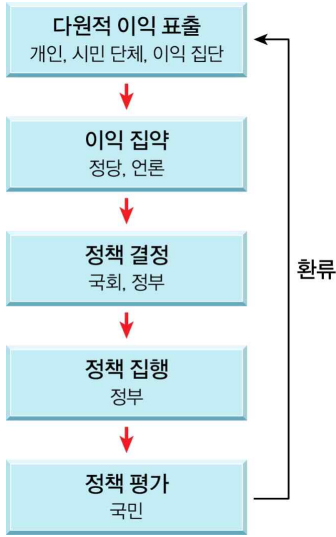 다원적 이익 표출
개인, 시민 단체, 이익 집단
이익 집약
정당, 언론
정책 결정
국회, 정부
환류
정책 집행
정부
정책 평가
국민